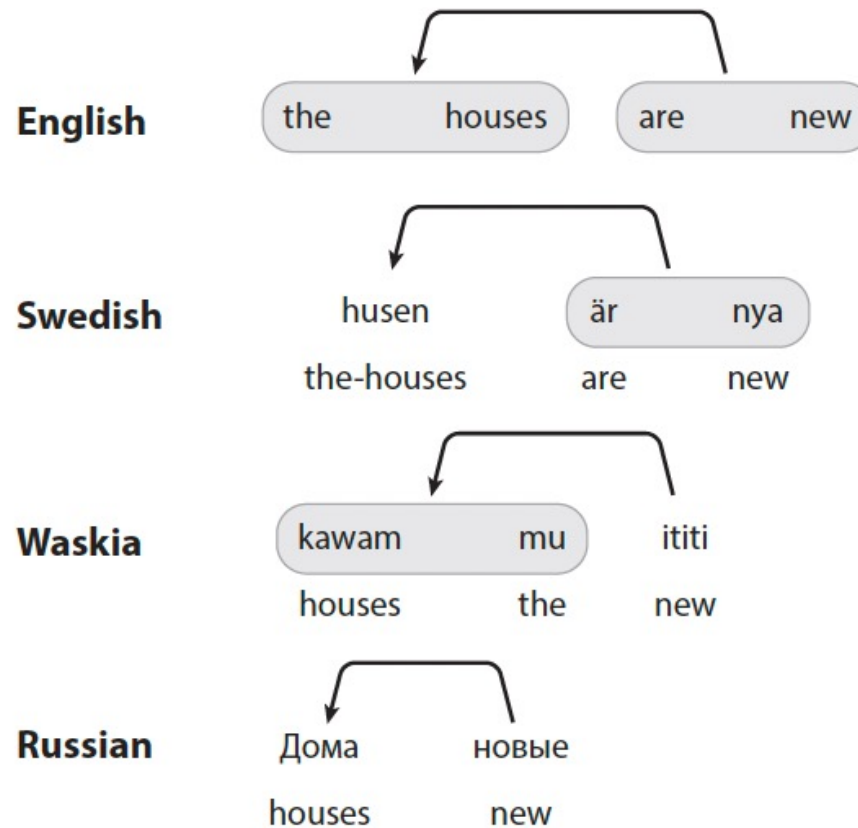 English the houses are new
Swedish husen är nya
the-houses are new
Waskia kawam mu ititi
houses the new
Russian Дома новые
houses new